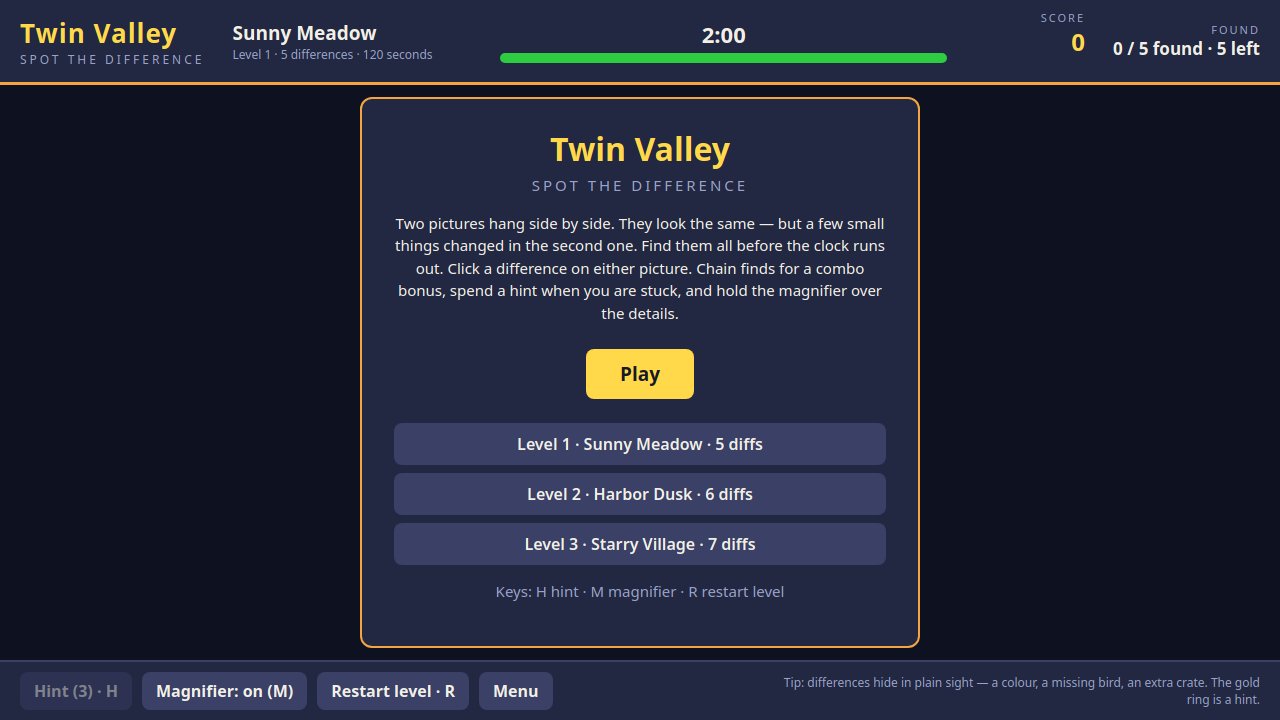 Twin Valley
SPOT THE DIFFERENCE
Sunny Meadow
Level 1 · 5 differences · 120 seconds
2:00
SCORE
0
FOUND
0 / 5 found · 5 left
Twin Valley
SPOT THE DIFFERENCE
Two pictures hang side by side. They look the same — but a few small
things changed in the second one. Find them all before the clock runs
out. Click a difference on either picture. Chain finds for a combo
bonus, spend a hint when you are stuck, and hold the magnifier over
the details.
Play
Level 1 · Sunny Meadow · 5 diffs
Level 2 · Harbor Dusk · 6 diffs
Level 3 · Starry Village · 7 diffs
Keys: H hint · M magnifier · R restart level
Hint (3) · H
Magnifier: on (M)
Restart level · R
Menu
Tip: differences hide in plain sight — a colour, a missing bird, an extra crate. The gold
ring is a hint.